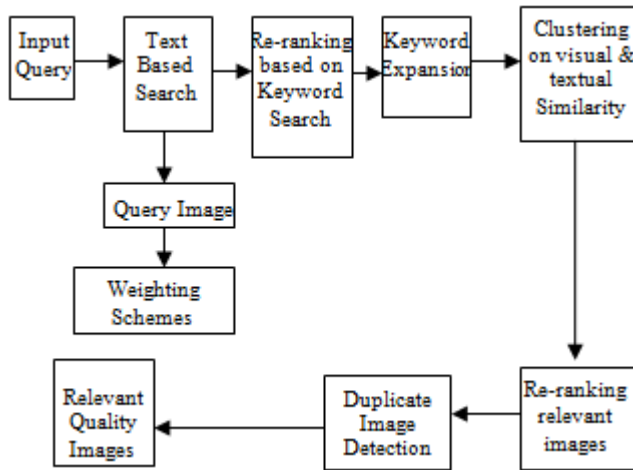 Input
Query
Text
Based
Search
Re-ranking
based on
Keyword
Search
Keyword
Expansion
Clustering
on visual &
textual
Similarity
Query Image
Weighting
Schemes
Re-ranking
relevant
images
Duplicate
Image
Detection
Relevant
Quality
Images